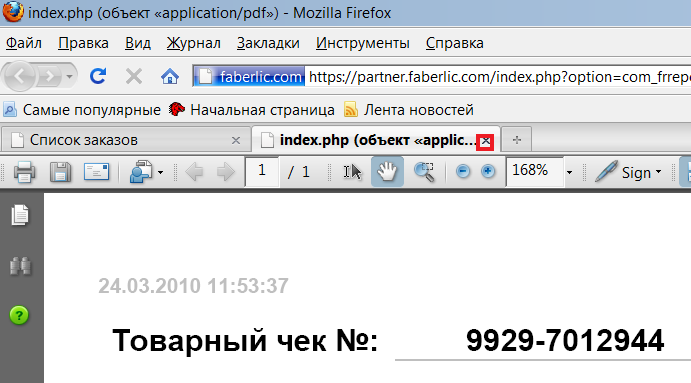 index.php (объект «application/pdf») - Mozilla Firefox
Файл Правка Вид Журнал Закладки Инструменты Справка
faberlic.com https://partner.faberlic.com/index.php?option=com_frrep
Самые популярные Начальная страница Лента новостей
Список заказов index.php (объект «applic...
1 / 1 168% Sign
24.03.2010 11:53:37
Товарный чек №: 9929-7012944